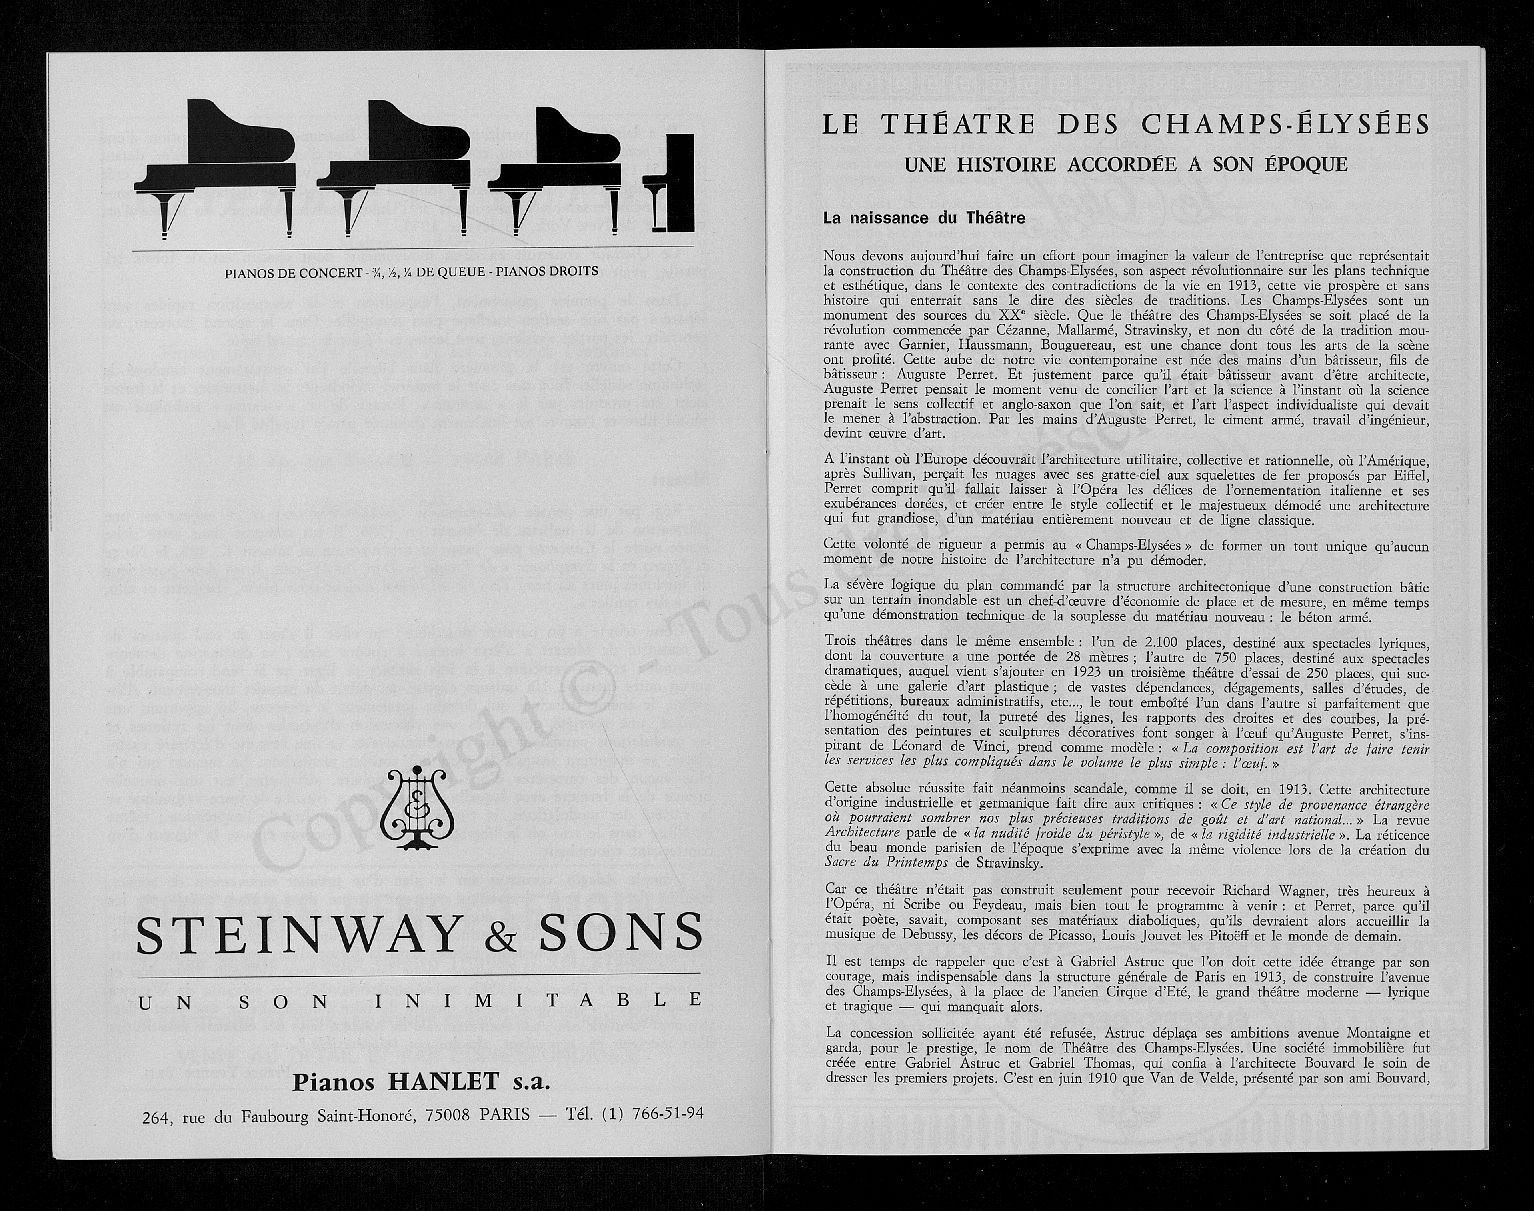 PIANOS DE CONCERT - ¾, ½, ¼ DE QUEUE - PIANOS DROITS
STEINWAY & SONS
UN SON INIMITABLE
Pianos HANLET s.a.
264, rue du Faubourg Saint-Honoré, 75008 PARIS — Tél. (1) 766-51-94
LE THÉATRE DES CHAMPS-ÉLYSÉES
UNE HISTOIRE ACCORDÉE A SON ÉPOQUE
La naissance du Théâtre
Nous devons aujourd'hui faire un effort pour imaginer la valeur de l'entreprise que représentait
la construction du Théâtre des Champs-Elysées, son aspect révolutionnaire sur les plans technique
et esthétique, dans le contexte des contradictions de la vie en 1913, cette vie prospère et sans
histoire qui enterrait sans le dire des siècles de traditions. Les Champs-Elysées sont un
monument des sources du XXe siècle. Que le théâtre des Champs-Elysées se soit placé de la
révolution commencée par Cézanne, Mallarmé, Stravinsky, et non du côté de la tradition mou-
rante avec Garnier, Haussmann, Bouguereau, est une chance dont tous les arts de la scène
ont profité. Cette aube de notre vie contemporaine est née des mains d'un bâtisseur, fils de
bâtisseur : Auguste Perret. Et justement parce qu'il était bâtisseur avant d'être architecte,
Auguste Perret pensait le moment venu de concilier l'art et la science à l'instant où la science
prenait le sens collectif et anglo-saxon que l'on sait, et l'art l'aspect individualiste qui devait
le mener à l'abstraction. Par les mains d'Auguste Perret, le ciment armé, travail d'ingénieur,
devint œuvre d'art.
A l'instant où l'Europe découvrait l'architecture utilitaire, collective et rationnelle, où l'Amérique,
après Sullivan, perçait les nuages avec ses gratte-ciel aux squelettes de fer proposés par Eiffel,
Perret comprit qu'il fallait laisser à l'Opéra les délices de l'ornementation italienne et ses
exubérances dorées, et créer entre le style collectif et le majestueux démodé une architecture
qui fut grandiose, d'un matériau entièrement nouveau et de ligne classique.
Cette volonté de rigueur a permis au « Champs-Elysées » de former un tout unique qu'aucun
moment de notre histoire de l'architecture n'a pu démoder.
La sévère logique du plan commandé par la structure architectonique d'une construction bâtie
sur un terrain inondable est un chef-d'œuvre d'économie de place et de mesure, en même temps
qu'une démonstration technique de la souplesse du matériau nouveau : le béton armé.
Trois théâtres dans le même ensemble : l'un de 2.100 places, destiné aux spectacles lyriques,
dont la couverture a une portée de 28 mètres ; l'autre de 750 places, destiné aux spectacles
dramatiques, auquel vient s'ajouter en 1923 un troisième théâtre d'essai de 250 places, qui suc-
cède à une galerie d'art plastique ; de vastes dépendances, dégagements, salles d'études, de
répétitions, bureaux administratifs, etc..., le tout emboîté l'un dans l'autre si parfaitement que
l'homogénéité du tout, la pureté des lignes, les rapports des droites et des courbes, la pré-
sentation des peintures et sculptures décoratives font songer à l'œuf qu'Auguste Perret, s'ins-
pirant de Léonard de Vinci, prend comme modèle : « La composition est l'art de faire tenir
les services les plus compliqués dans le volume le plus simple : l'œuf. »
Cette absolue réussite fait néanmoins scandale, comme il se doit, en 1913. Cette architecture
d'origine industrielle et germanique fait dire aux critiques : « Ce style de provenance étrangère
où pourraient sombrer nos plus précieuses traditions de goût et d'art national... » La revue
Architecture parle de « la nudité froide du péristyle », de « la rigidité industrielle ». La réticence
du beau monde parisien de l'époque s'exprime avec la même violence lors de la création du
Sacre du Printemps de Stravinsky.
Car ce théâtre n'était pas construit seulement pour recevoir Richard Wagner, très heureux à
l'Opéra, ni Scribe ou Feydeau, mais bien tout le programme à venir : et Perret, parce qu'il
était poète, savait, composant ses matériaux diaboliques, qu'ils devraient alors accueillir la
musique de Debussy, les décors de Picasso, Louis Jouvet les Pitoëff et le monde de demain.
Il est temps de rappeler que c'est à Gabriel Astruc que l'on doit cette idée étrange par son
courage, mais indispensable dans la structure générale de Paris en 1913, de construire l'avenue
des Champs-Elysées, à la place de l'ancien Cirque d'Eté, le grand théâtre moderne — lyrique
et tragique — qui manquait alors.
La concession sollicitée ayant été refusée, Astruc déplaça ses ambitions avenue Montaigne et
garda, pour le prestige, le nom de Théâtre des Champs-Elysées. Une société immobilière fut
créée entre Gabriel Astruc et Gabriel Thomas, qui confia à l'architecte Bouvard le soin de
dresser les premiers projets. C'est en juin 1910 que Van de Velde, présenté par son ami Bouvard,
Copyright © - Tous